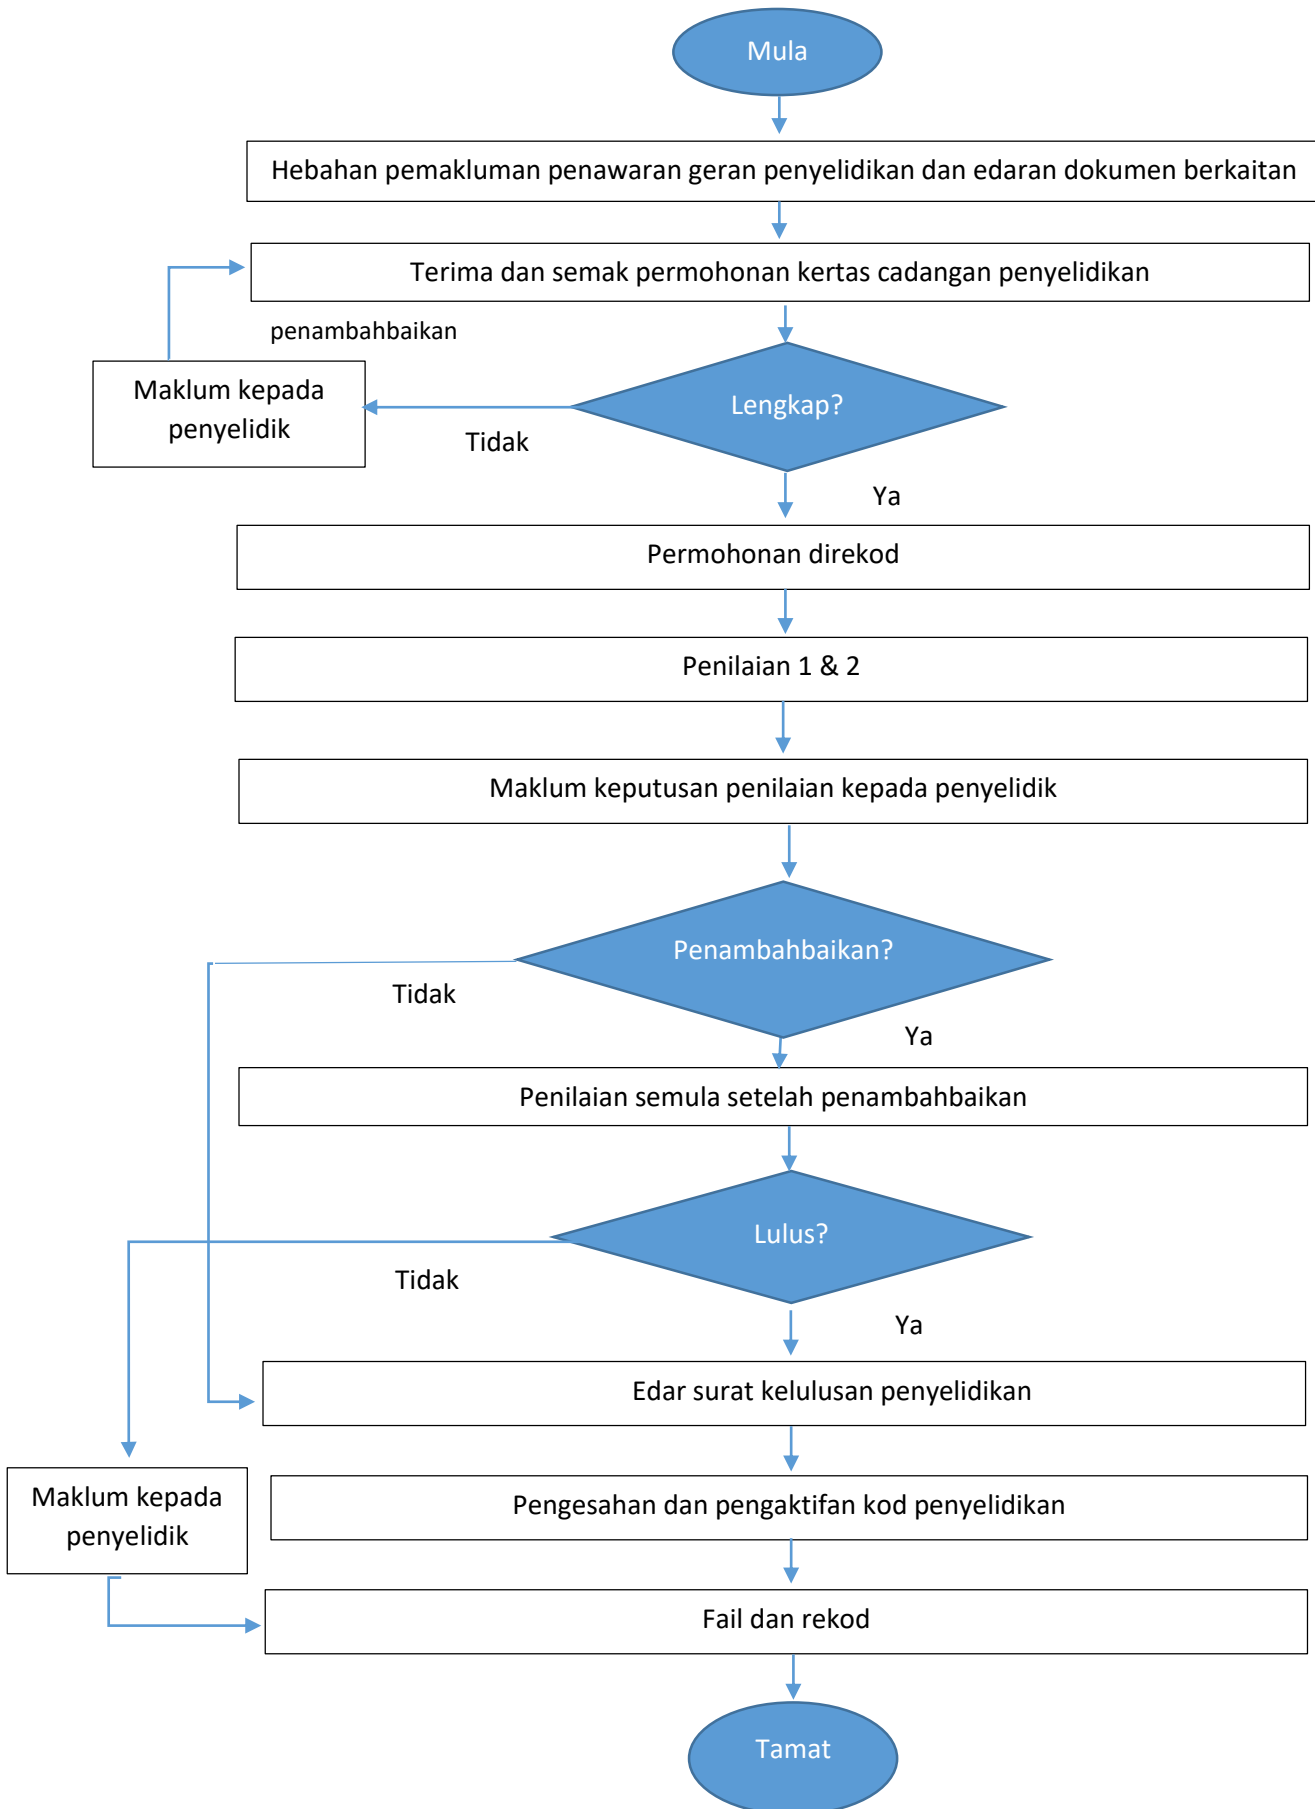 Mula
Hebahan pemakluman penawaran geran penyelidikan dan edaran dokumen berkaitan
Terima dan semak permohonan kertas cadangan penyelidikan
penambahbaikan
Maklum kepada
penyelidik
Lengkap?
Tidak
Ya
Permohonan direkod
Penilaian 1 & 2
Maklum keputusan penilaian kepada penyelidik
Penambahbaikan?
Tidak
Ya
Penilaian semula setelah penambahbaikan
Lulus?
Tidak
Ya
Edar surat kelulusan penyelidikan
Maklum kepada
penyelidik
Pengesahan dan pengaktifan kod penyelidikan
Fail dan rekod
Tamat